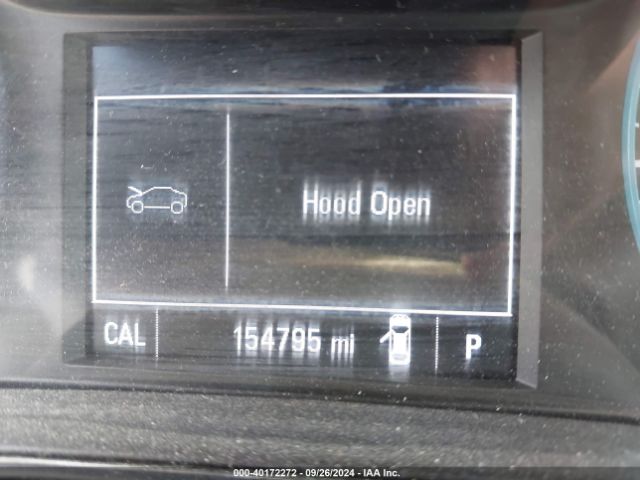 Hood Open
CAL 154795 mi P
000-40172272 - 09/26/2024 - IAA Inc.